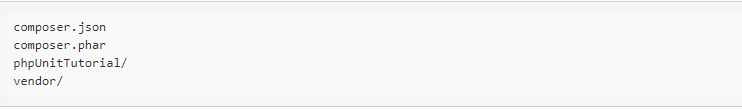 composer.json
composer.phar
phpUnitTutorial/
vendor/